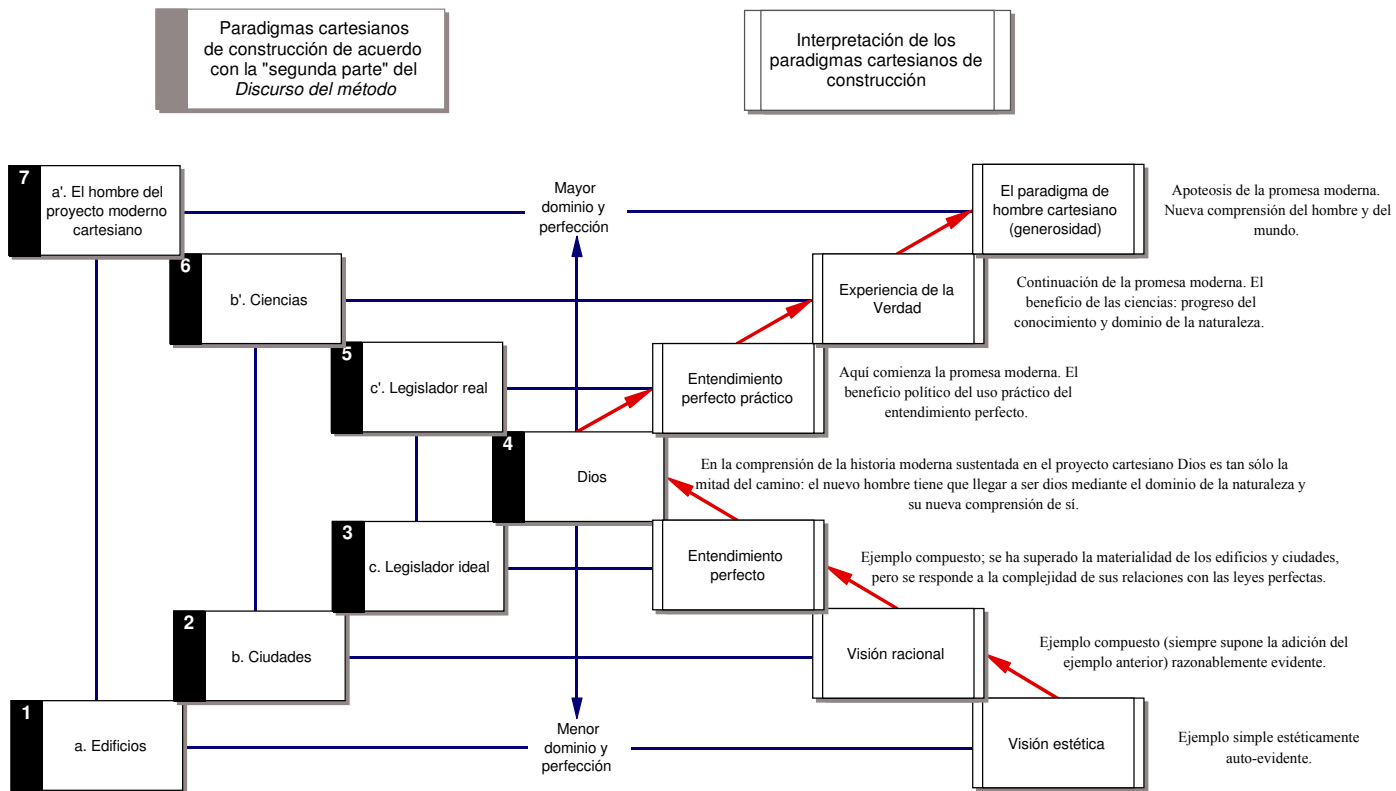 Paradigmas cartesianos
de construcción de acuerdo
con la "segunda parte" del
Discurso del método
Interpretación de los
paradigmas cartesianos de
construcción
7
a'. El hombre del
proyecto moderno
cartesiano
Mayor
dominio y
perfección
El paradigma de
hombre cartesiano
(generosidad)
Apoteosis de la promesa moderna.
Nueva comprensión del hombre y del
mundo.
6
b'. Ciencias
Experiencia de la
Verdad
Continuación de la promesa moderna. El
beneficio de las ciencias: progreso del
conocimiento y dominio de la naturaleza.
5
c'. Legislador real
Entendimiento
perfecto práctico
Aquí comienza la promesa moderna. El
beneficio político del uso práctico del
entendimiento perfecto.
4
Dios
En la comprensión de la historia moderna sustentada en el proyecto cartesiano Dios es tan sólo la
mitad del camino: el nuevo hombre tiene que llegar a ser dios mediante el dominio de la naturaleza y
su nueva comprensión de sí.
3
c. Legislador ideal
Entendimiento
perfecto
Ejemplo compuesto; se ha superado la materialidad de los edificios y ciudades,
pero se responde a la complejidad de sus relaciones con las leyes perfectas.
2
b. Ciudades
Visión racional
Ejemplo compuesto (siempre supone la adición del
ejemplo anterior) razonablemente evidente.
1
a. Edificios
Menor
dominio y
perfección
Visión estética
Ejemplo simple estéticamente
auto-evidente.